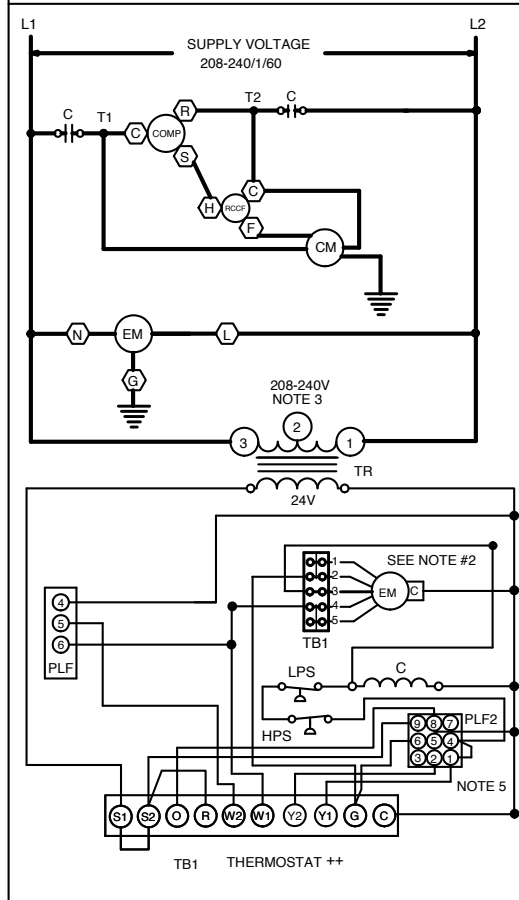 L1 L2
SUPPLY VOLTAGE
208-240/1/60
C T1 C COMP R T2 C
S
H RCCF C
F
CM
N EM L
G
208-240V
NOTE 3
3 2 1
TR
24V
1 SEE NOTE #2
2
3 EM C
4
5
TB1
4
5
6
PLF
LPS C
HPS
PLF2
9 8 7
6 5 4
3 2 1
NOTE 5
S1 S2 O R W2 W1 Y2 Y1 G C
TB1 THERMOSTAT ++